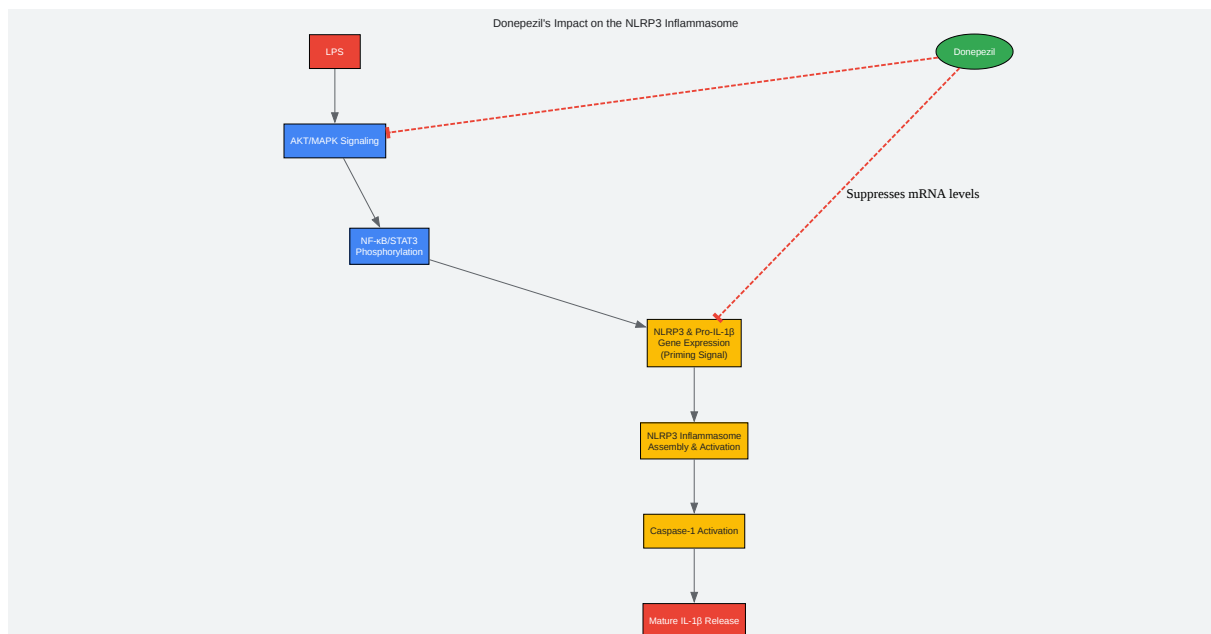 Donepezil's Impact on the NLRP3 Inflammasome
LPS
Donepezil
AKT/MAPK Signaling
Suppresses mRNA levels
NF-κB/STAT3
Phosphorylation
NLRP3 & Pro-IL-1β
Gene Expression
(Priming Signal)
NLRP3 Inflammasome
Assembly & Activation
Caspase-1 Activation
Mature IL-1β Release